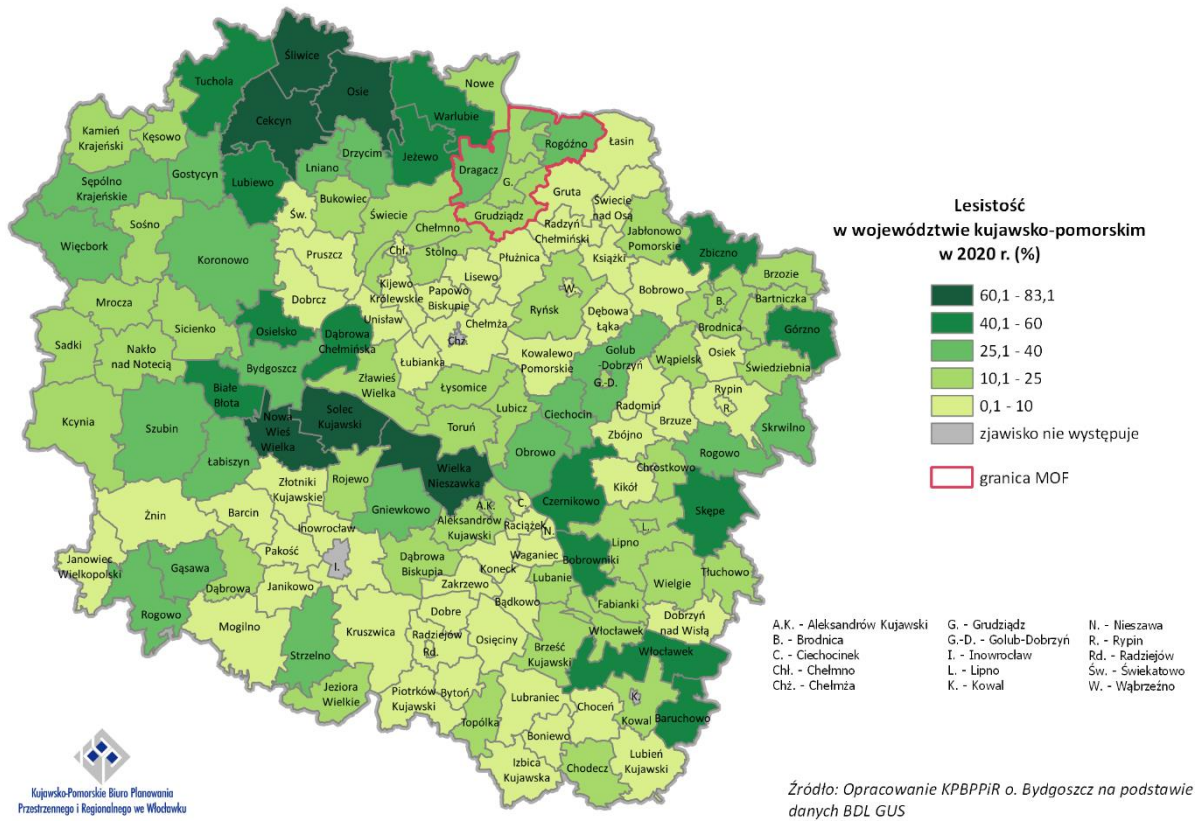 Śliwice
Tuchola
Osie
Nowe
Cekcyn
Warlubie
Kamień
Krajeński
Kęsowo
Rogóźno
Łasin
Drzycim
Jeżewo
Gostycyn
Lniano
Dragacz
Lubiewo
G.
Gruta
Sępólno
Krajeńskie
Bukowiec
Świecie
nad Osą
Św.
Świecie
Grudziądz
Sośno
Chełmno
Radzyń
Chełmiński
Jabłonowo
Pomorskie
Więcbork
Pruszcz
Chł.
Stolno
Płużnica
Książki
Zbiczno
Koronowo
Lisewo
Brzozie
Kijewo
Królewskie
Papowo
Biskupie
W.
Bobrowo
Bartniczka
Mrocza
Dobrcz
B.
Unisław
Ryńsk
Dębowa
Łąka
Sicienko
Osielsko
Dąbrowa
Chełmińska
Chełmża
Brodnica
Górzno
Sadki
Chż.
Nakło
nad Notecią
Kowalewo
Pomorskie
Golub
-Dobrzyń
Wąpielsk
Osiek
Łubianka
Świedziebnia
Bydgoszcz
Zławieś
Wielka
Łysomice
G.-D.
Białe
Błota
Rypin
R.
Kcynia
Nowa
Wieś
Wielka
Solec
Kujawski
Lubicz
Ciechocin
Radomin
Brzuze
Szubin
Toruń
Zbójno
Skrwilno
Obrowo
Rogowo
Łabiszyn
Wielka
Nieszawka
Chrostkowo
Złotniki
Kujawskie
Rojewo
Kikół
Czernikowo
Skępe
Żnin
Barcin
Gniewkowo
A.K.
C.
Aleksandrów
Kujawski
Raciążek
Inowrocław
N.
L.
Lipno
Pakość
Waganiec
Janowiec
Wielkopolski
Gąsawa
I.
Dąbrowa
Biskupia
Koneck
Bobrowniki
Tłuchowo
Dąbrowa
Janikowo
Zakrzewo
Lubanie
Wielgie
Bądkowo
Fabianki
Rogowo
Dobre
Dobrzyń
nad Wisłą
Mogilno
Kruszwica
Radziejów
Rd.
Osięciny
Włocławek
Brześć
Kujawski
Włocławek
Strzelno
Jeziora
Wielkie
Piotrków
Kujawski
Bytoń
Lubraniec
K.
Choceń
Kowal
Baruchowo
Topólka
Boniewo
Izbica
Kujawska
Lubień
Kujawski
Chodecz
Lesistość
w województwie kujawsko-pomorskim
w 2020 r. (%)
60,1 - 83,1
40,1 - 60
25,1 - 40
10,1 - 25
0,1 - 10
zjawisko nie występuje
granica MOF
A.K. - Aleksandrów Kujawski
B. - Brodnica
C. - Ciechocinek
Chł. - Chełmno
Chż. - Chełmża
G. - Grudziądz
G.-D. - Golub-Dobrzyń
I. - Inowrocław
L. - Lipno
K. - Kowal
N. - Nieszawa
R. - Rypin
Rd. - Radziejów
Św. - Świekatowo
W. - Wąbrzeźno
Kujawsko-Pomorskie Biuro Planowania
Przestrzennego i Regionalnego we Włocławku
Źródło: Opracowanie KPBPPiR o. Bydgoszcz na podstawie
danych BDL GUS